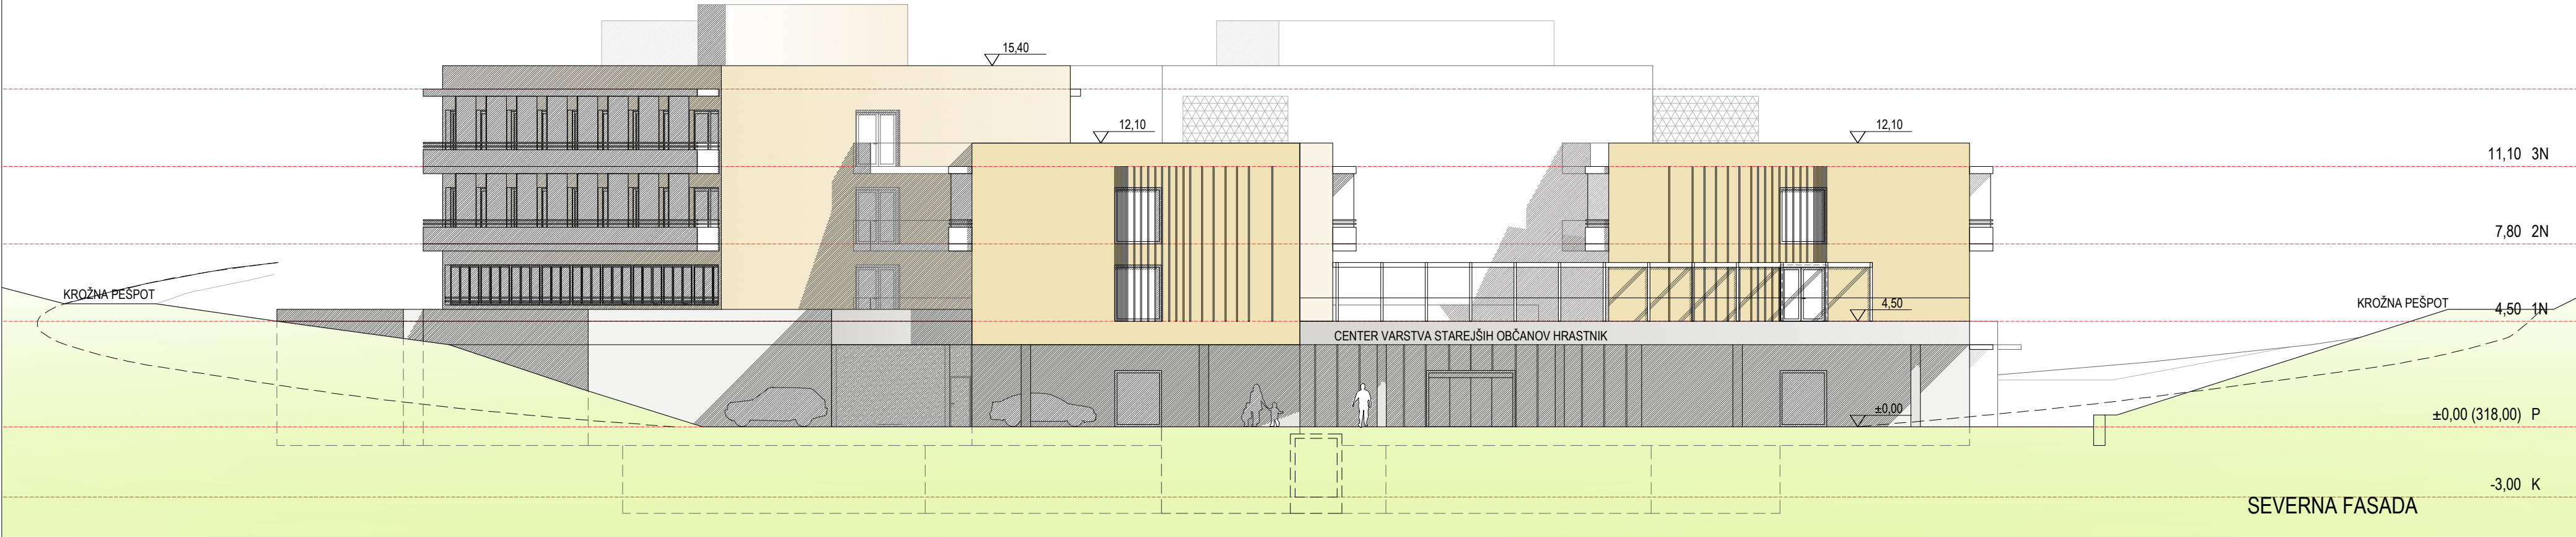 15,40
12,10
12,10
11,10 3N
7,80 2N
KROŽNA PEŠPOT
4,50
KROŽNA PEŠPOT
4,50 1N
CENTER VARSTVA STAREJŠIH OBČANOV HRASTNIK
±0,00
±0,00 (318,00) P
-3,00 K
SEVERNA FASADA